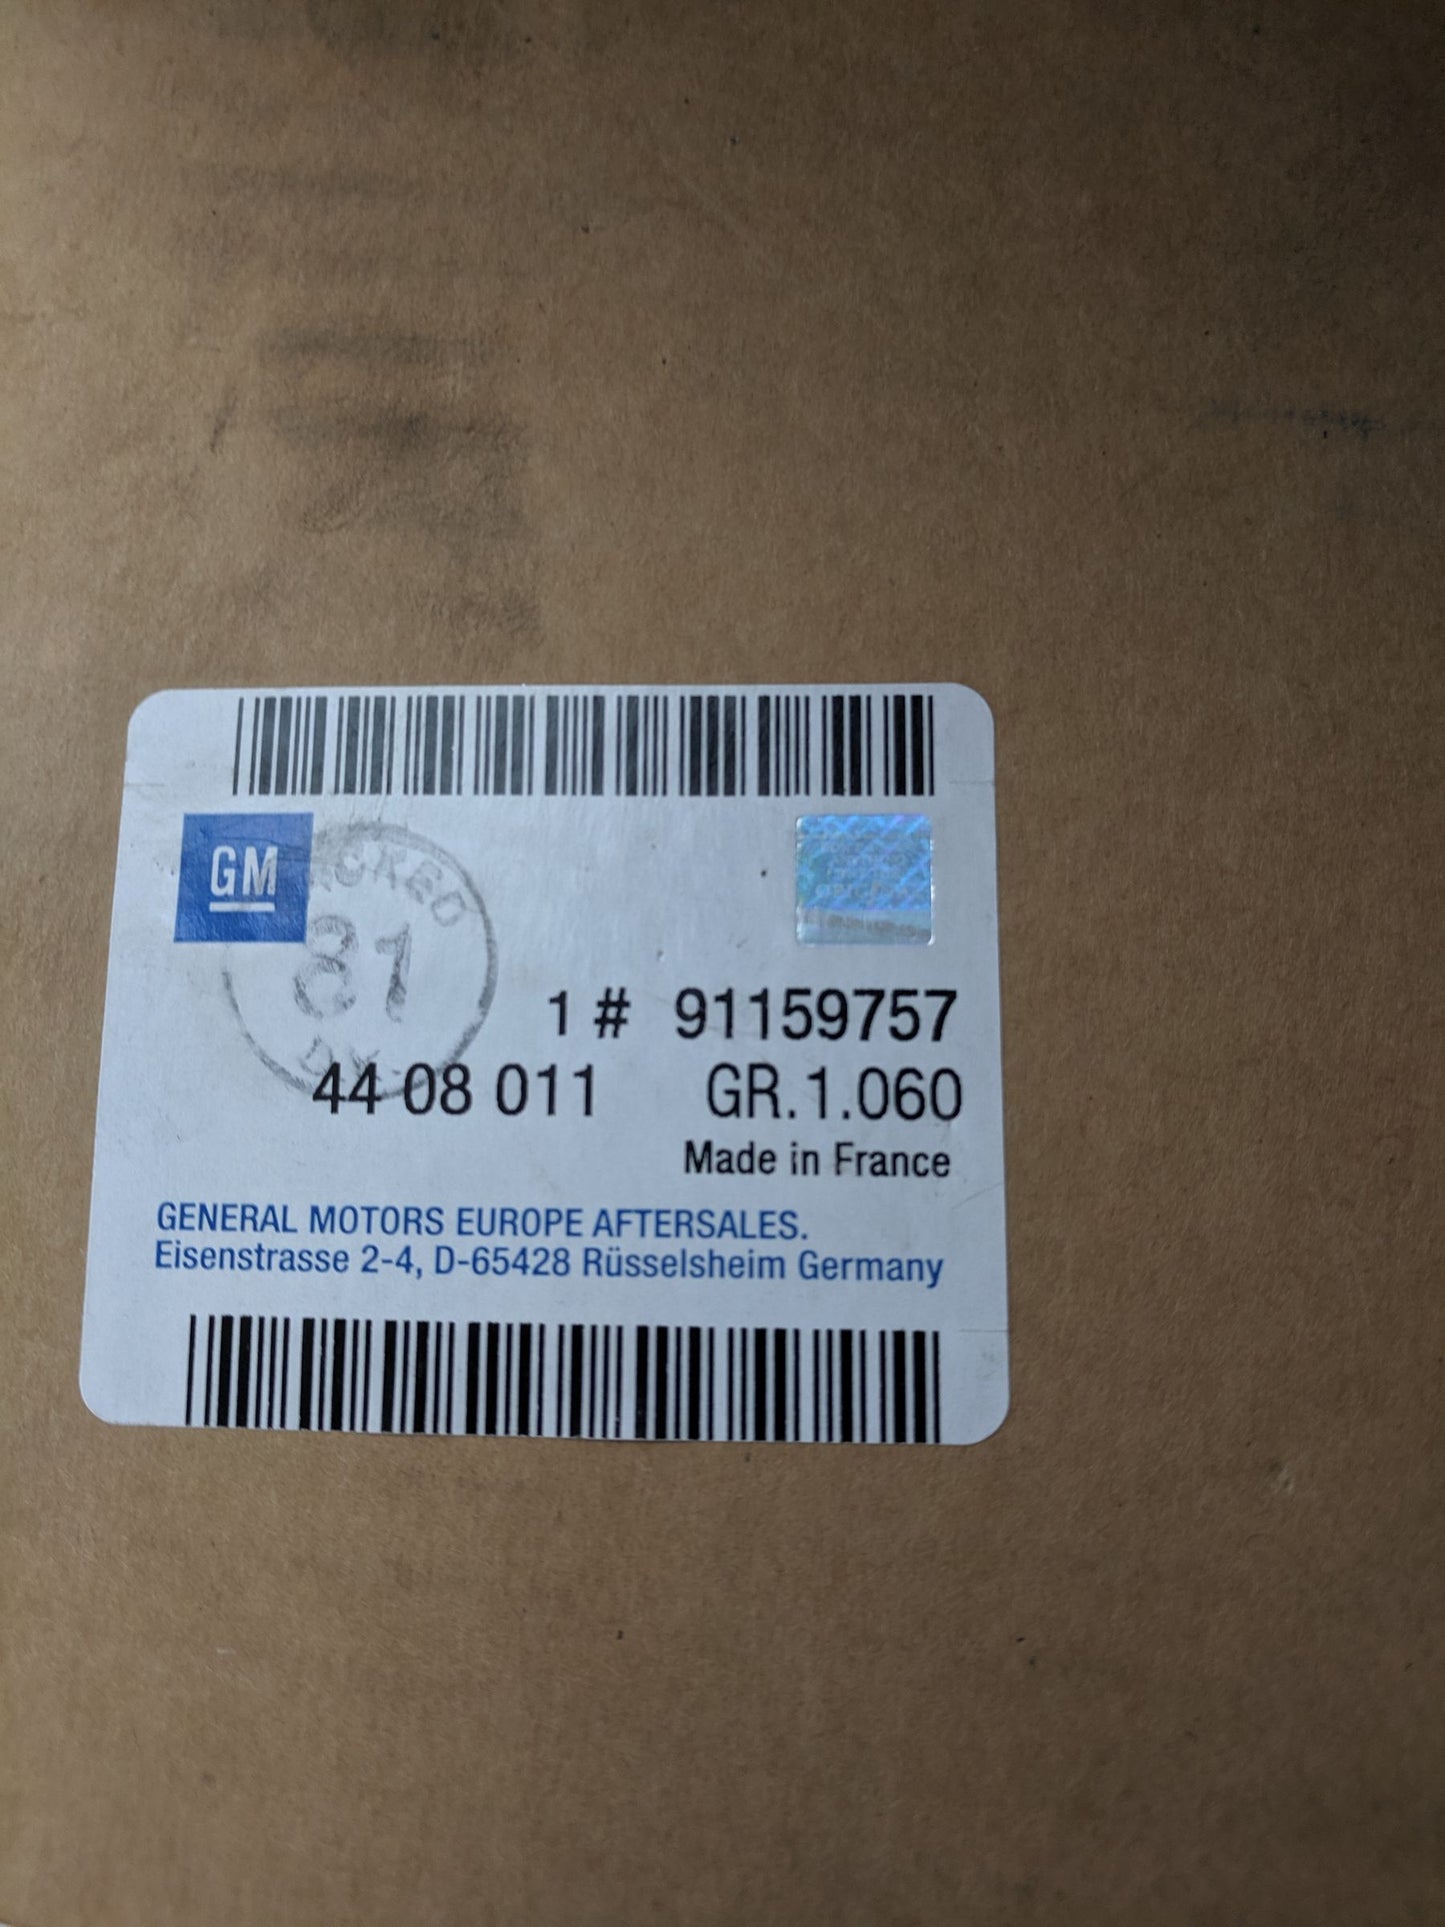 GM
81
1 # 91159757
44 08 011 GR.1.060
Made in France
GENERAL MOTORS EUROPE AFTERSALES.
Eisenstrasse 2-4, D-65428 Rüsselsheim Germany